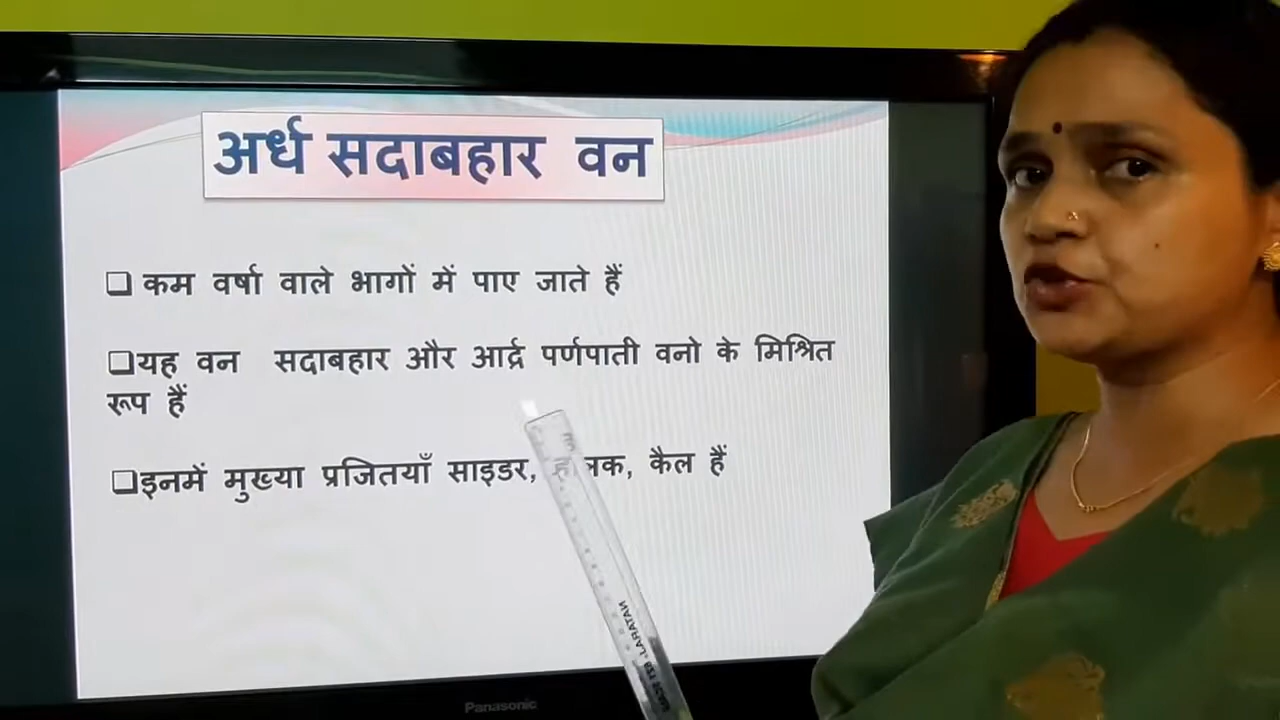 अर्ध सदाबहार वन
कम वर्षा वाले भागों में पाए जाते हैं
यह वन सदाबहार और आर्द्र पर्णपाती वनो के मिश्रित
रूप हैं
इनमें मुख्या प्रजितयाँ साइडर, कैल हैं
Panasonic
NATARAJ